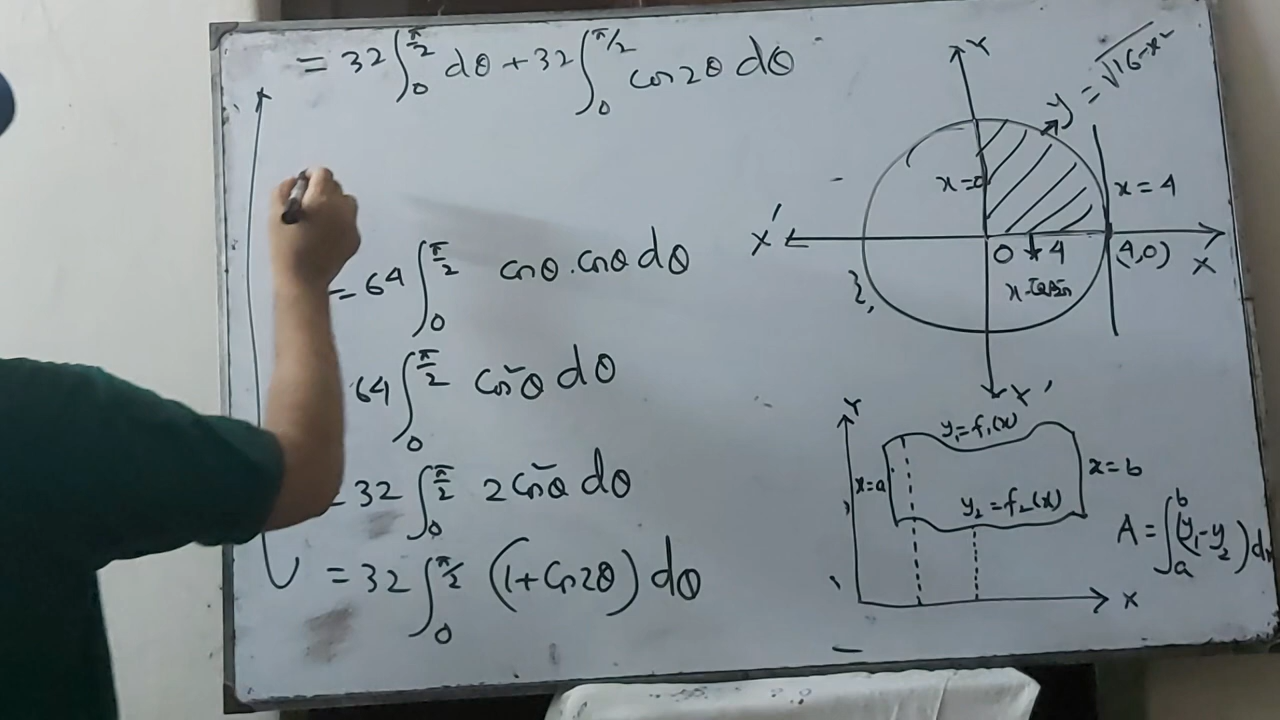 = 32 ∫₀^π/2 dθ + 32 ∫₀^π/2 cos2θ dθ
= 64 ∫₀^π/2 cosθ.cosθ dθ
64 ∫₀^π/2 cos²θ dθ
= 32 ∫₀^π/2 2cos²θ dθ
= 32 ∫₀^π/2 (1+cos2θ) dθ
Y
y = √16-x²
x=0
x=4
X'
0
4
(4,0)
X
X'
Y
y₁=f₁(x)
x=a
x=b
y₂=f₂(x)
A = ∫ₐᵇ (y₁-y₂) dx
X